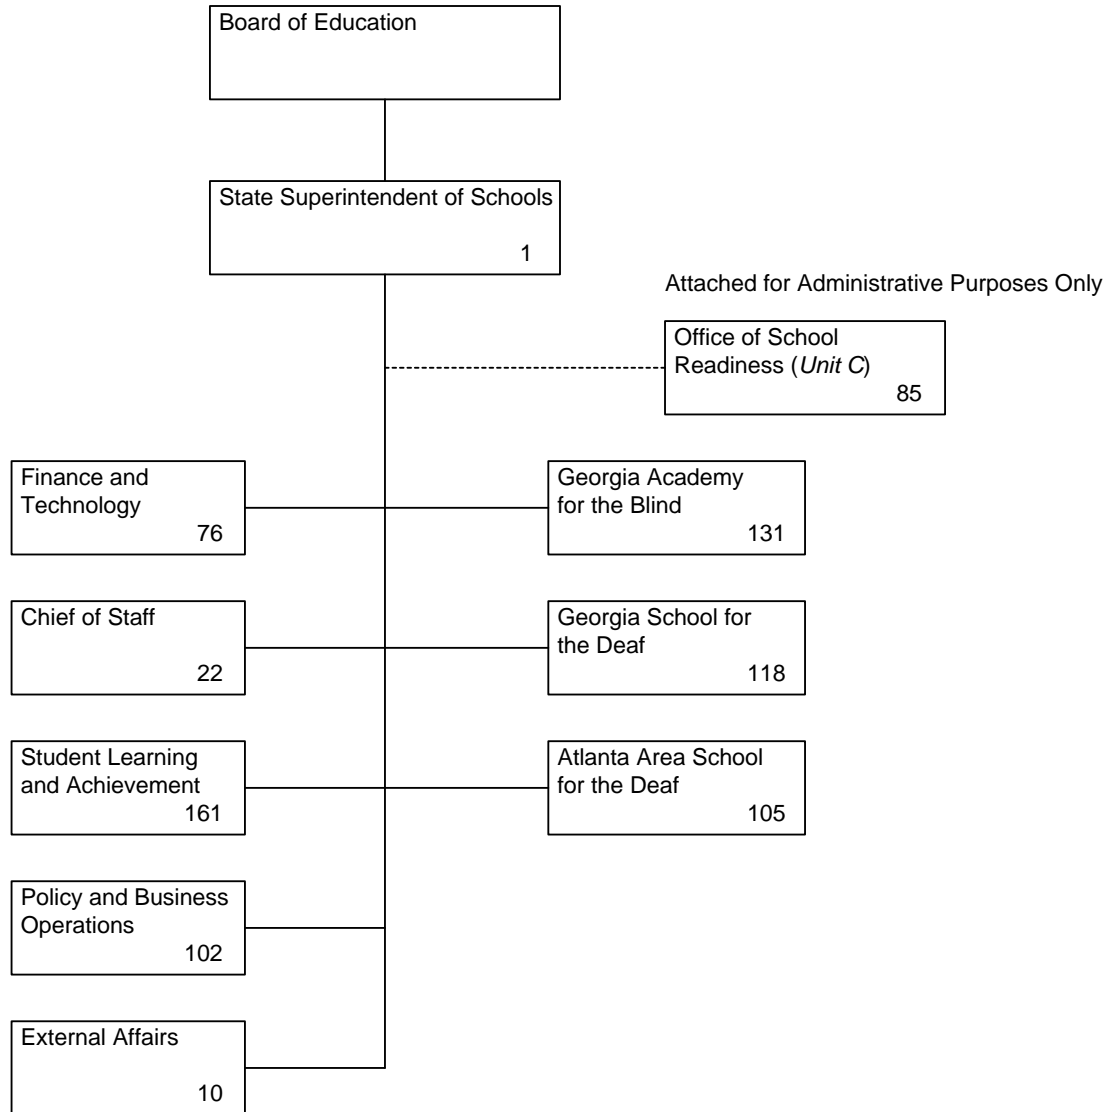 Board of Education
State Superintendent of Schools
1
Attached for Administrative Purposes Only
Office of School
Readiness (Unit C)
85
Finance and
Technology
76
Georgia Academy
for the Blind
131
Chief of Staff
22
Georgia School for
the Deaf
118
Student Learning
and Achievement
161
Atlanta Area School
for the Deaf
105
Policy and Business
Operations
102
External Affairs
10